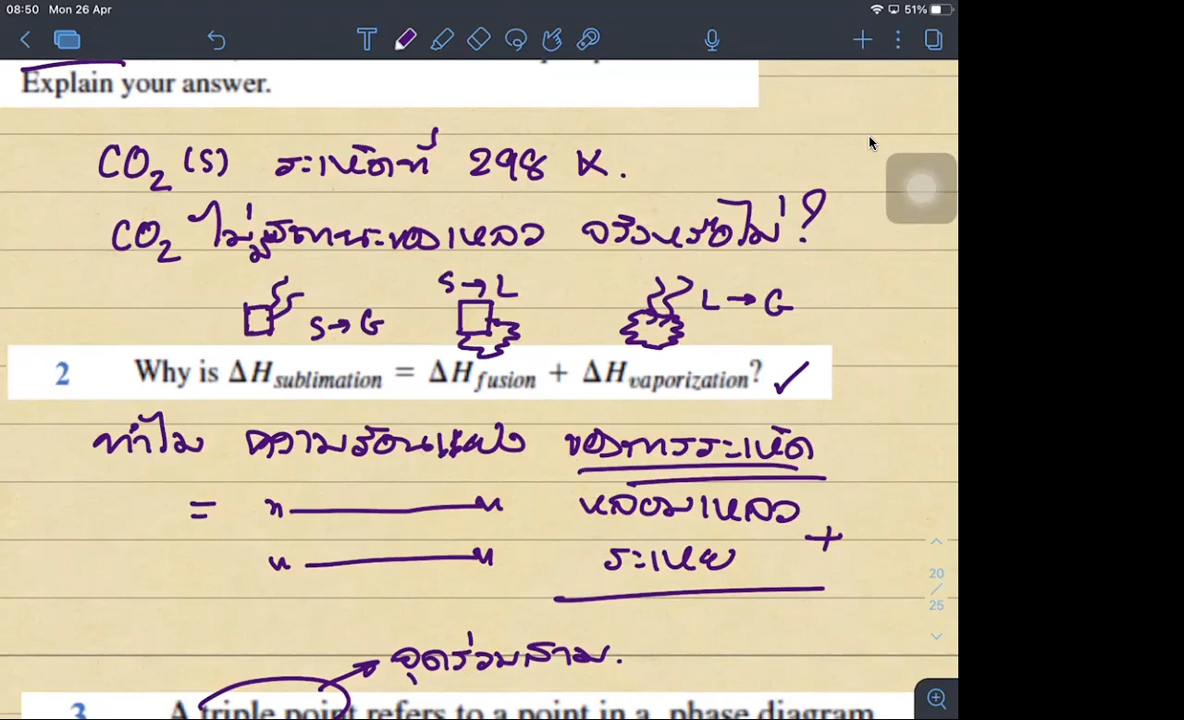 08:50 Mon 26 Apr 51%
Explain your answer.
CO₂ (s) ระเหิดที่ 298 K.
CO₂ ไม่มีสถานะของเหลว จริงหรือไม่?
S→G S→L L→G
2 Why is ΔHsublimation = ΔHfusion + ΔHvaporization? ✓
ทำไม ความร้อนแฝง ของการระเหิด
= หลอมเหลว
ระเหย +
จุดร่วมสาม.
3 A triple point refers to a point in a phase diagram
20
/
25